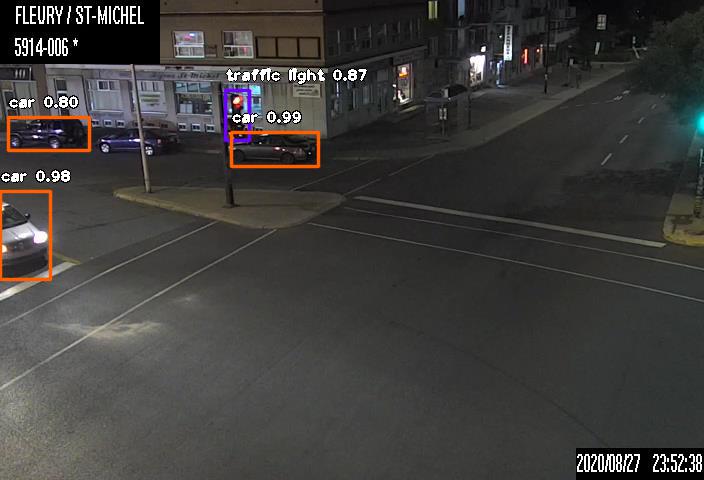 FLEURY / ST-MICHEL
5914-006 *
traffic light 0.87
car 0.80
car 0.99
car 0.98
2020/08/27 23:52:38